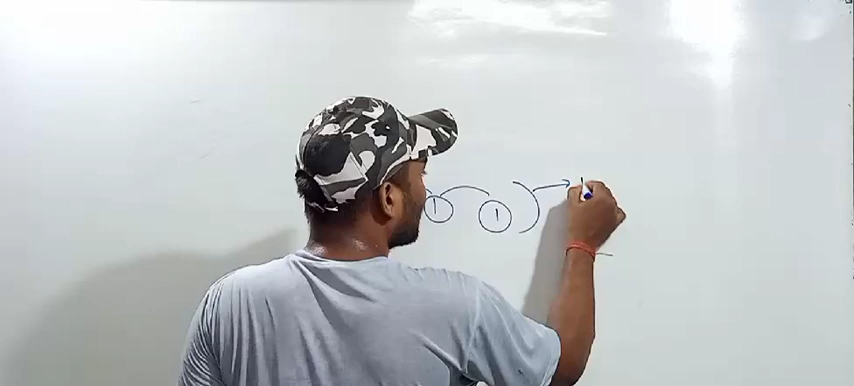 1 1 ) →